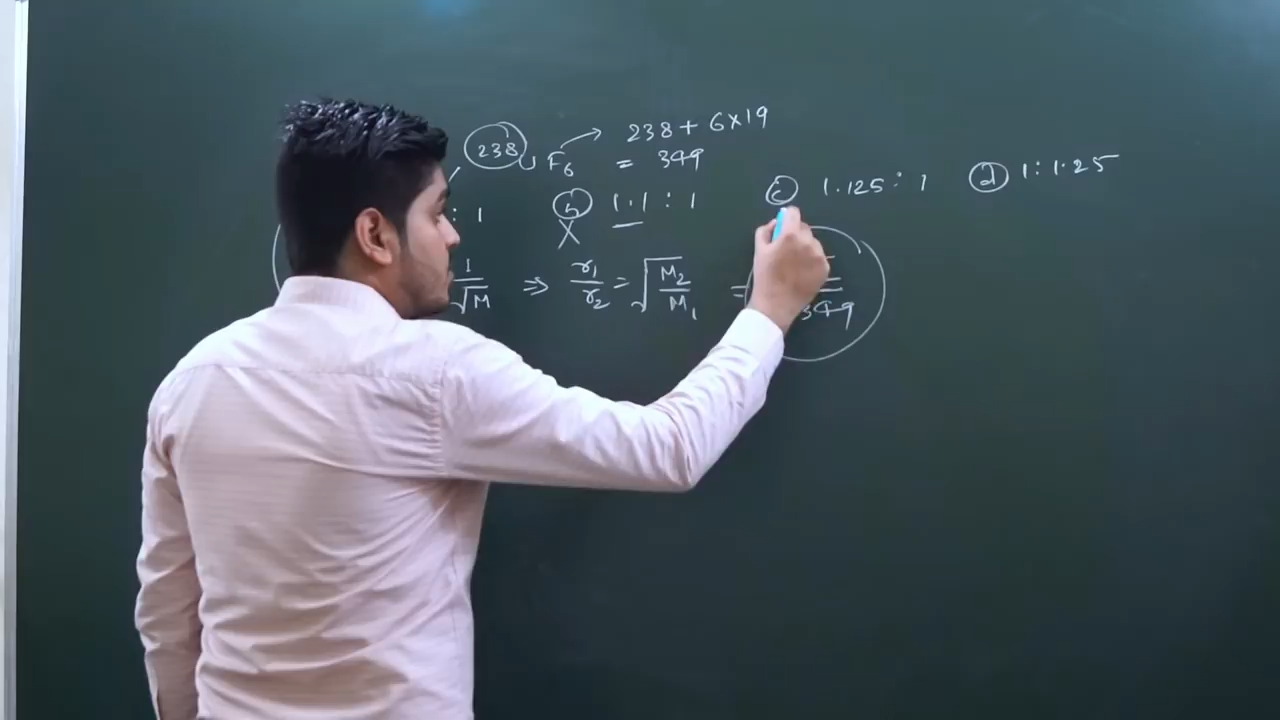 238 U F6 → 238 + 6×19
= 349
: 1 (b) 1.1 : 1 (c) 1.125 : 1 (d) 1 : 1.25
X
1/√M ⇒ r1/r2 = √M2/M1 = 349